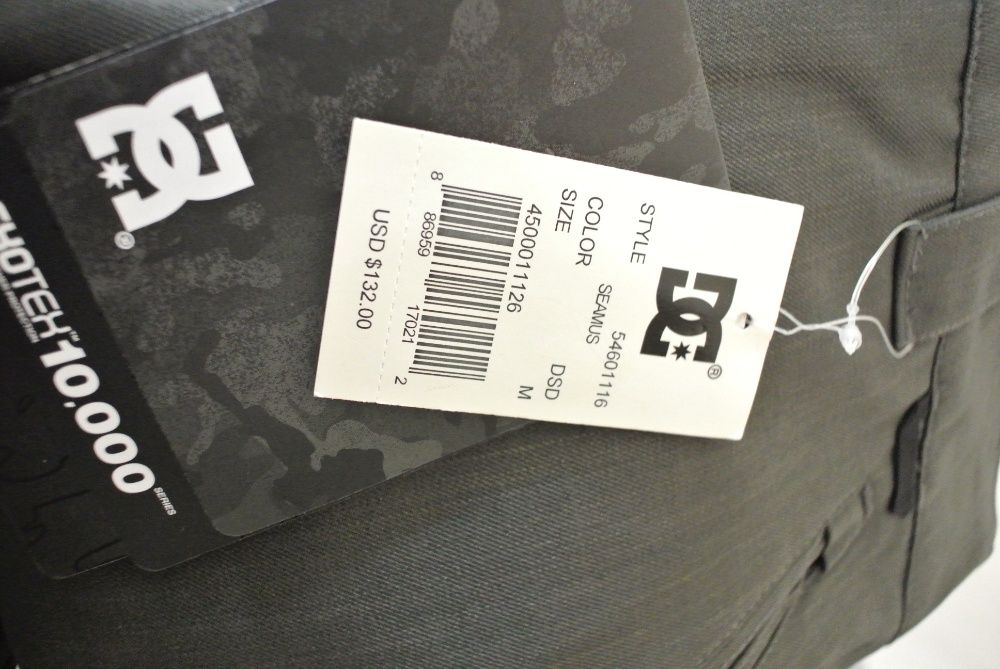 DC®
STYLE 54601116
SEAMUS
COLOR DSD
SIZE M
4500011126
8 86959 17021 2
USD $132.00
DC®
EXOTEX™ 10,000 SERIES